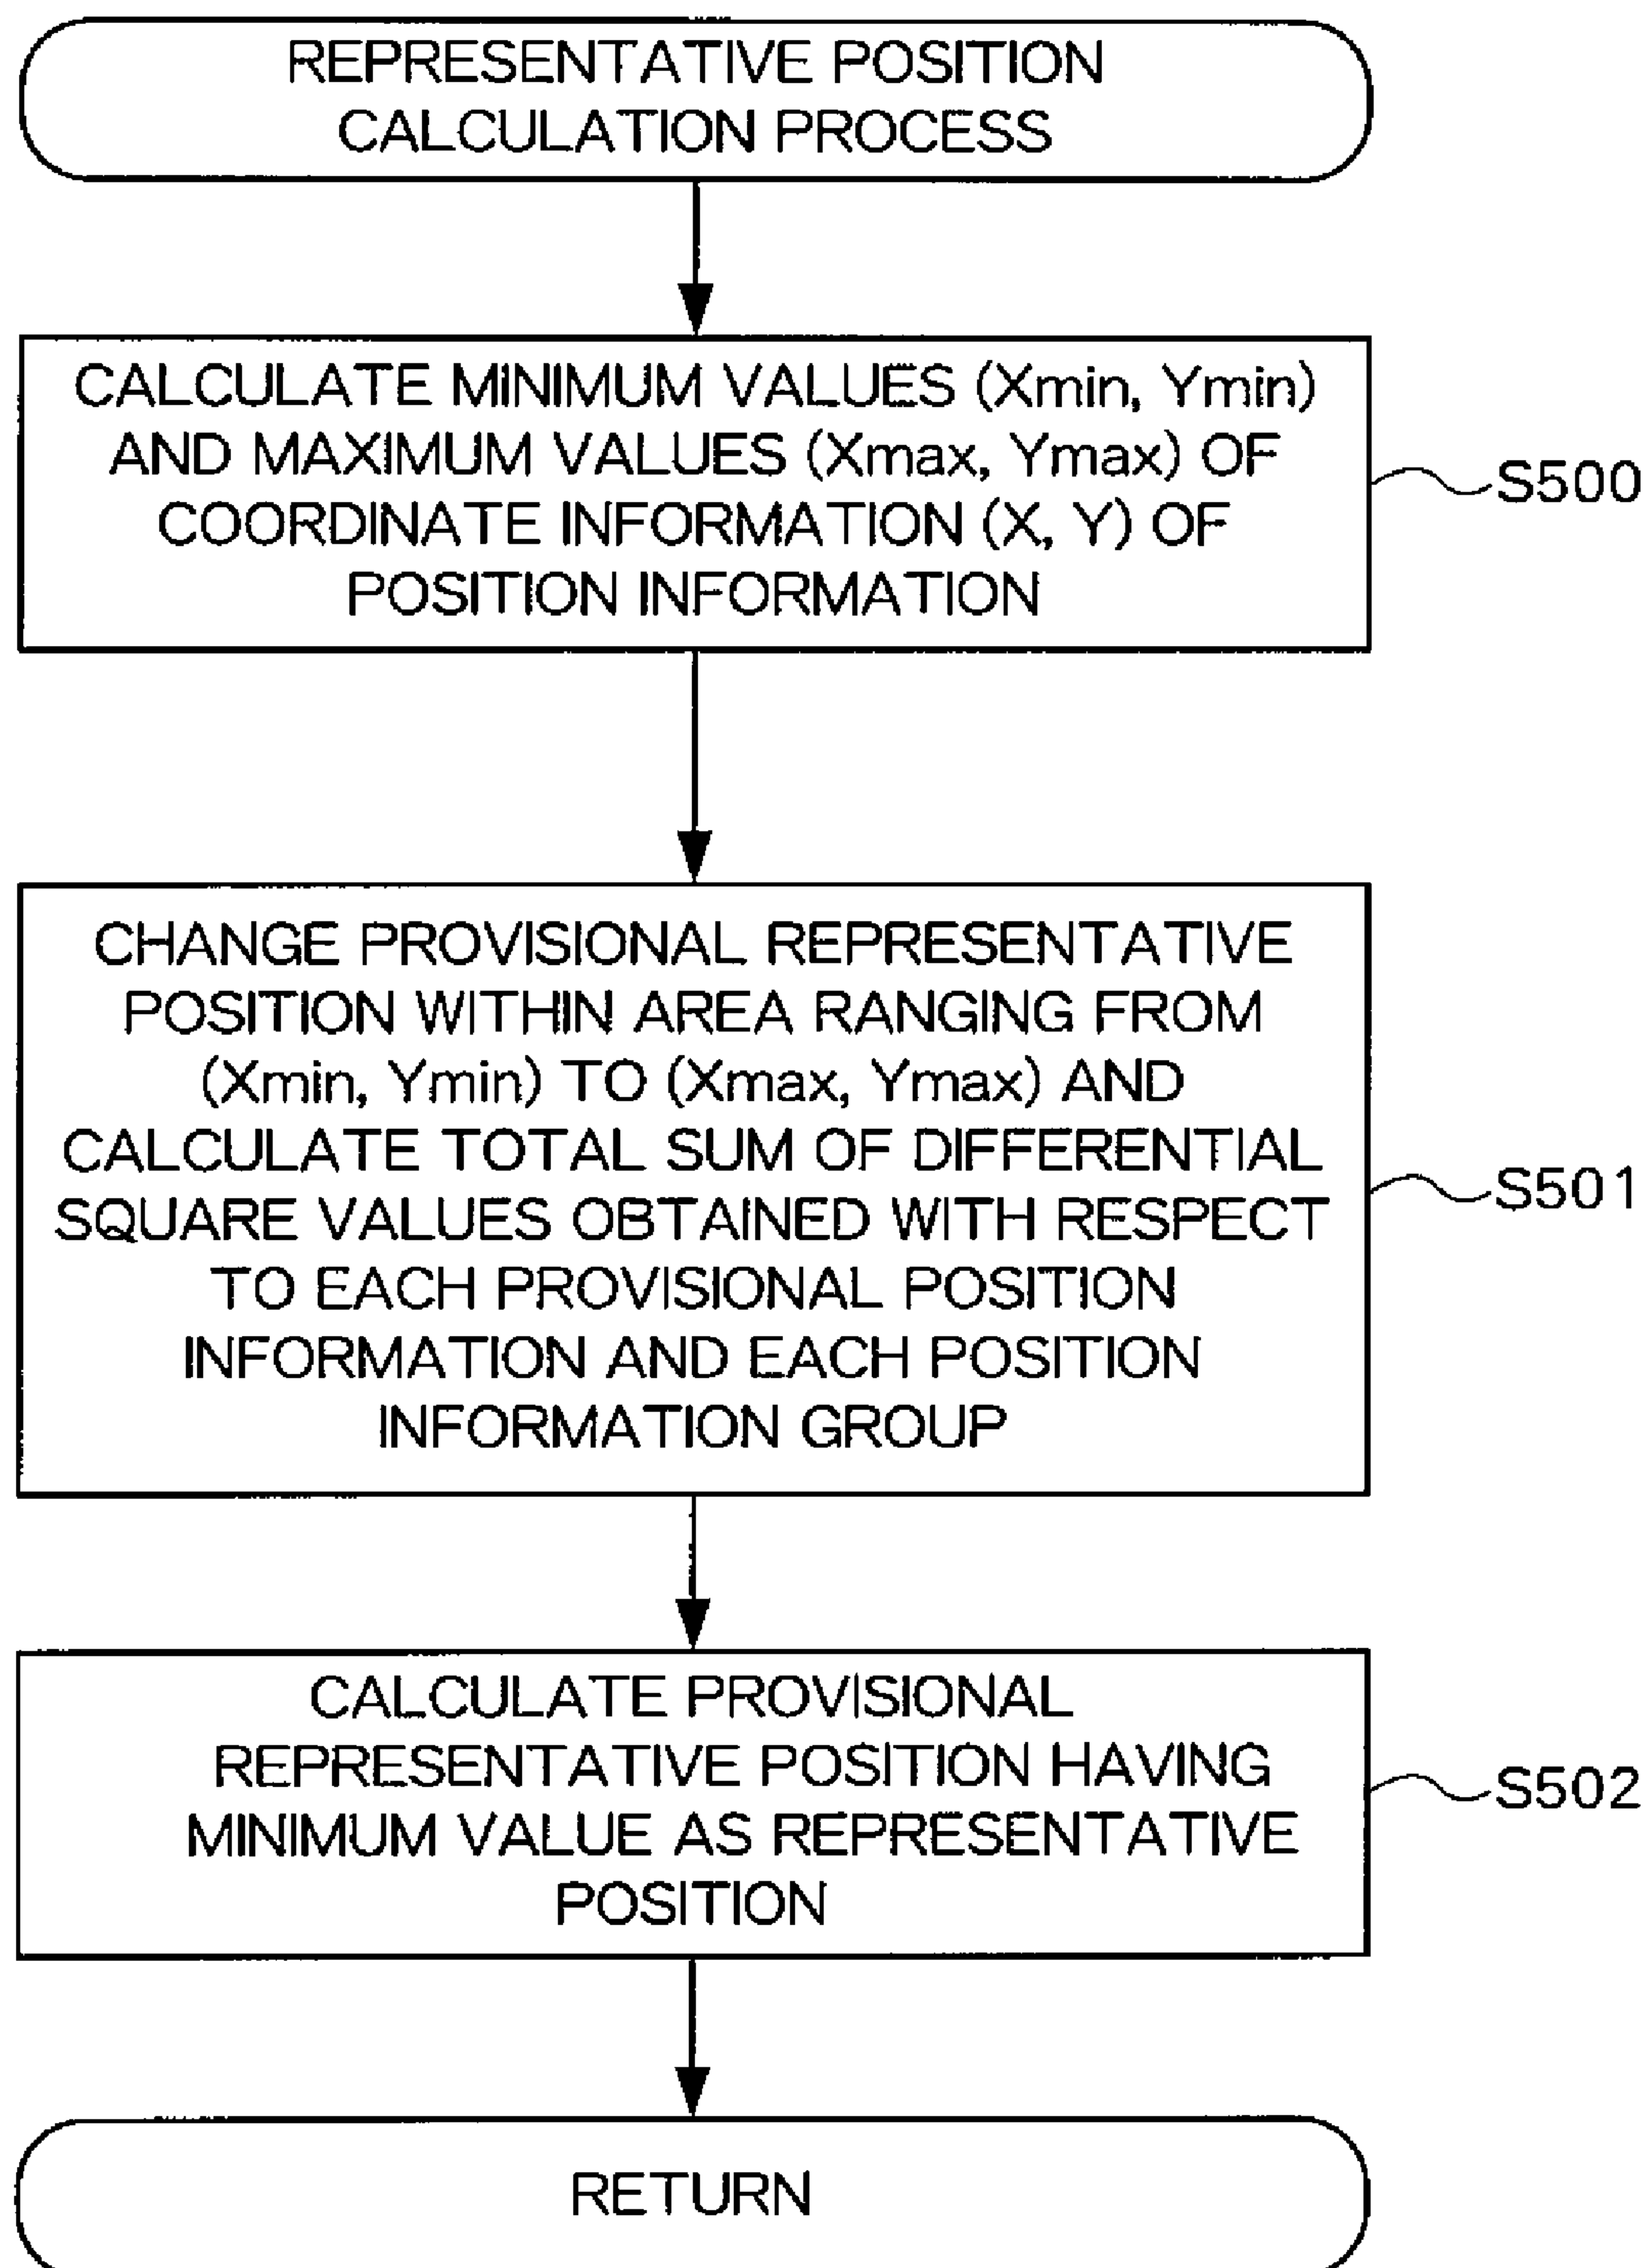 REPRESENTATIVE POSITION
CALCULATION PROCESS
CALCULATE MINIMUM VALUES (Xmin, Ymin)
AND MAXIMUM VALUES (Xmax, Ymax) OF
COORDINATE INFORMATION (X, Y) OF
POSITION INFORMATION
S500
CHANGE PROVISIONAL REPRESENTATIVE
POSITION WITHIN AREA RANGING FROM
(Xmin, Ymin) TO (Xmax, Ymax) AND
CALCULATE TOTAL SUM OF DIFFERENTIAL
SQUARE VALUES OBTAINED WITH RESPECT
TO EACH PROVISIONAL POSITION
INFORMATION AND EACH POSITION
INFORMATION GROUP
S501
CALCULATE PROVISIONAL
REPRESENTATIVE POSITION HAVING
MINIMUM VALUE AS REPRESENTATIVE
POSITION
S502
RETURN